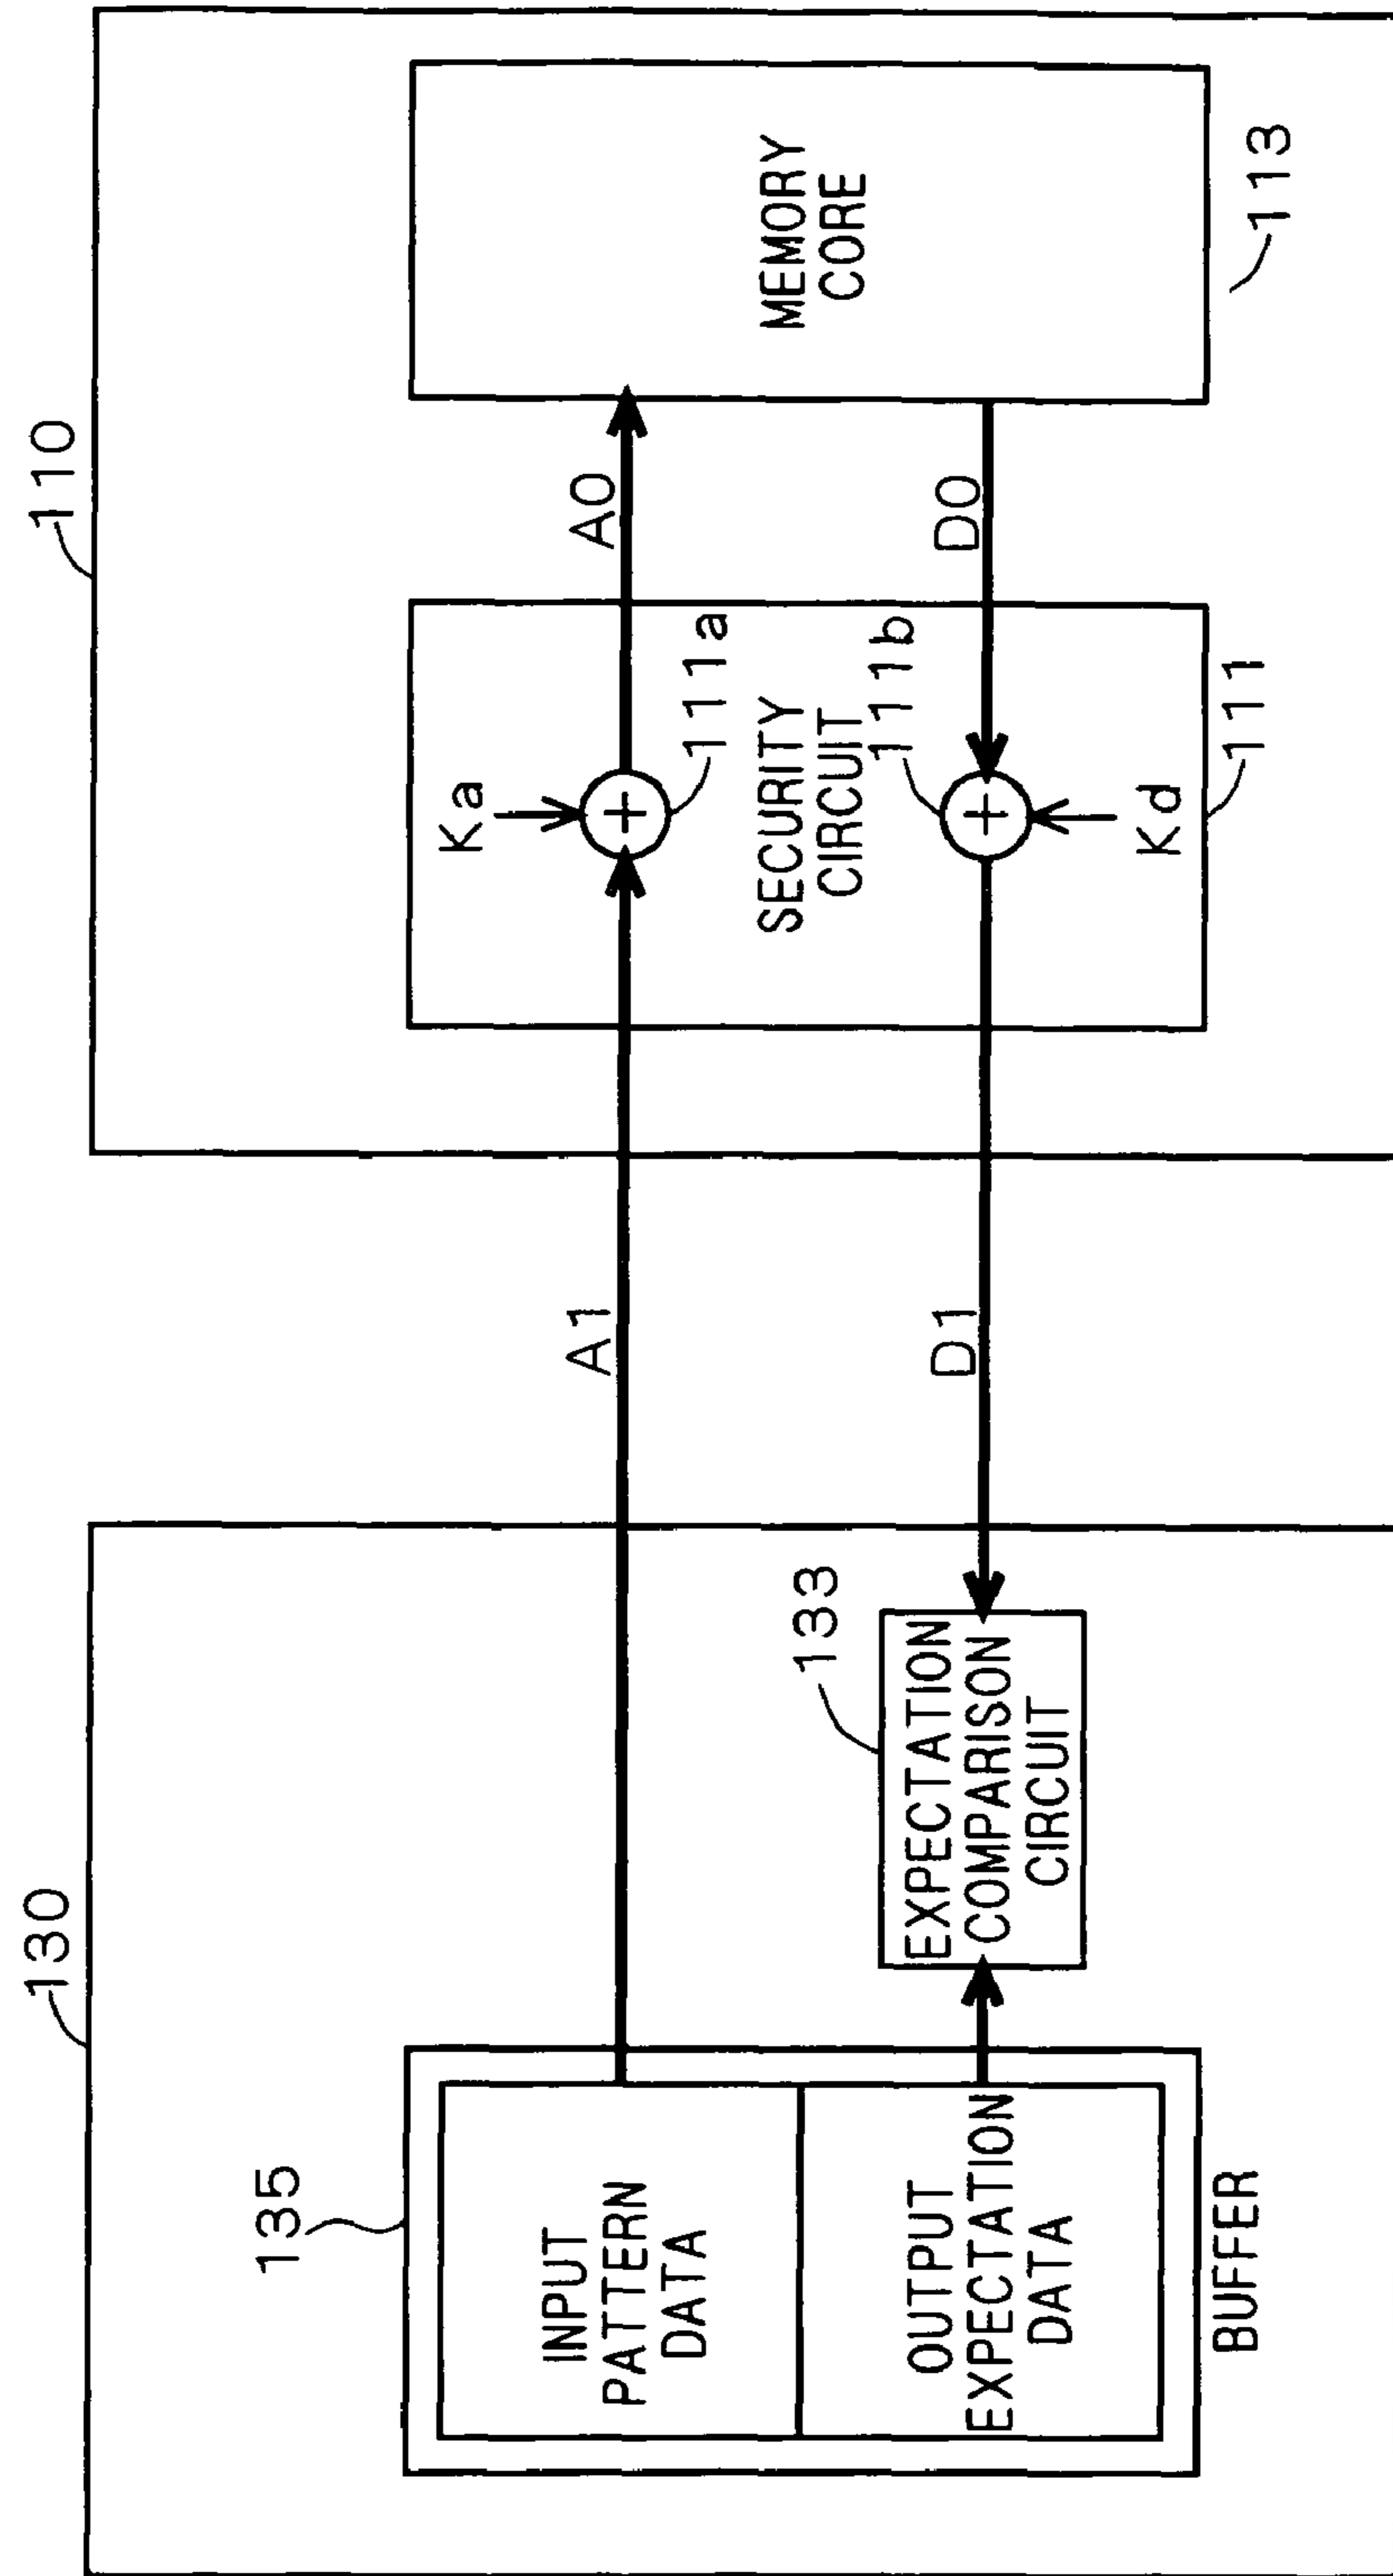 130
110
135
INPUT
PATTERN
DATA
OUTPUT
EXPECTATION
DATA
BUFFER
133
EXPECTATION
COMPARISON
CIRCUIT
A1
D1
Ka
111a
SECURITY
CIRCUIT
111b
Kd
111
A0
D0
MEMORY
CORE
113